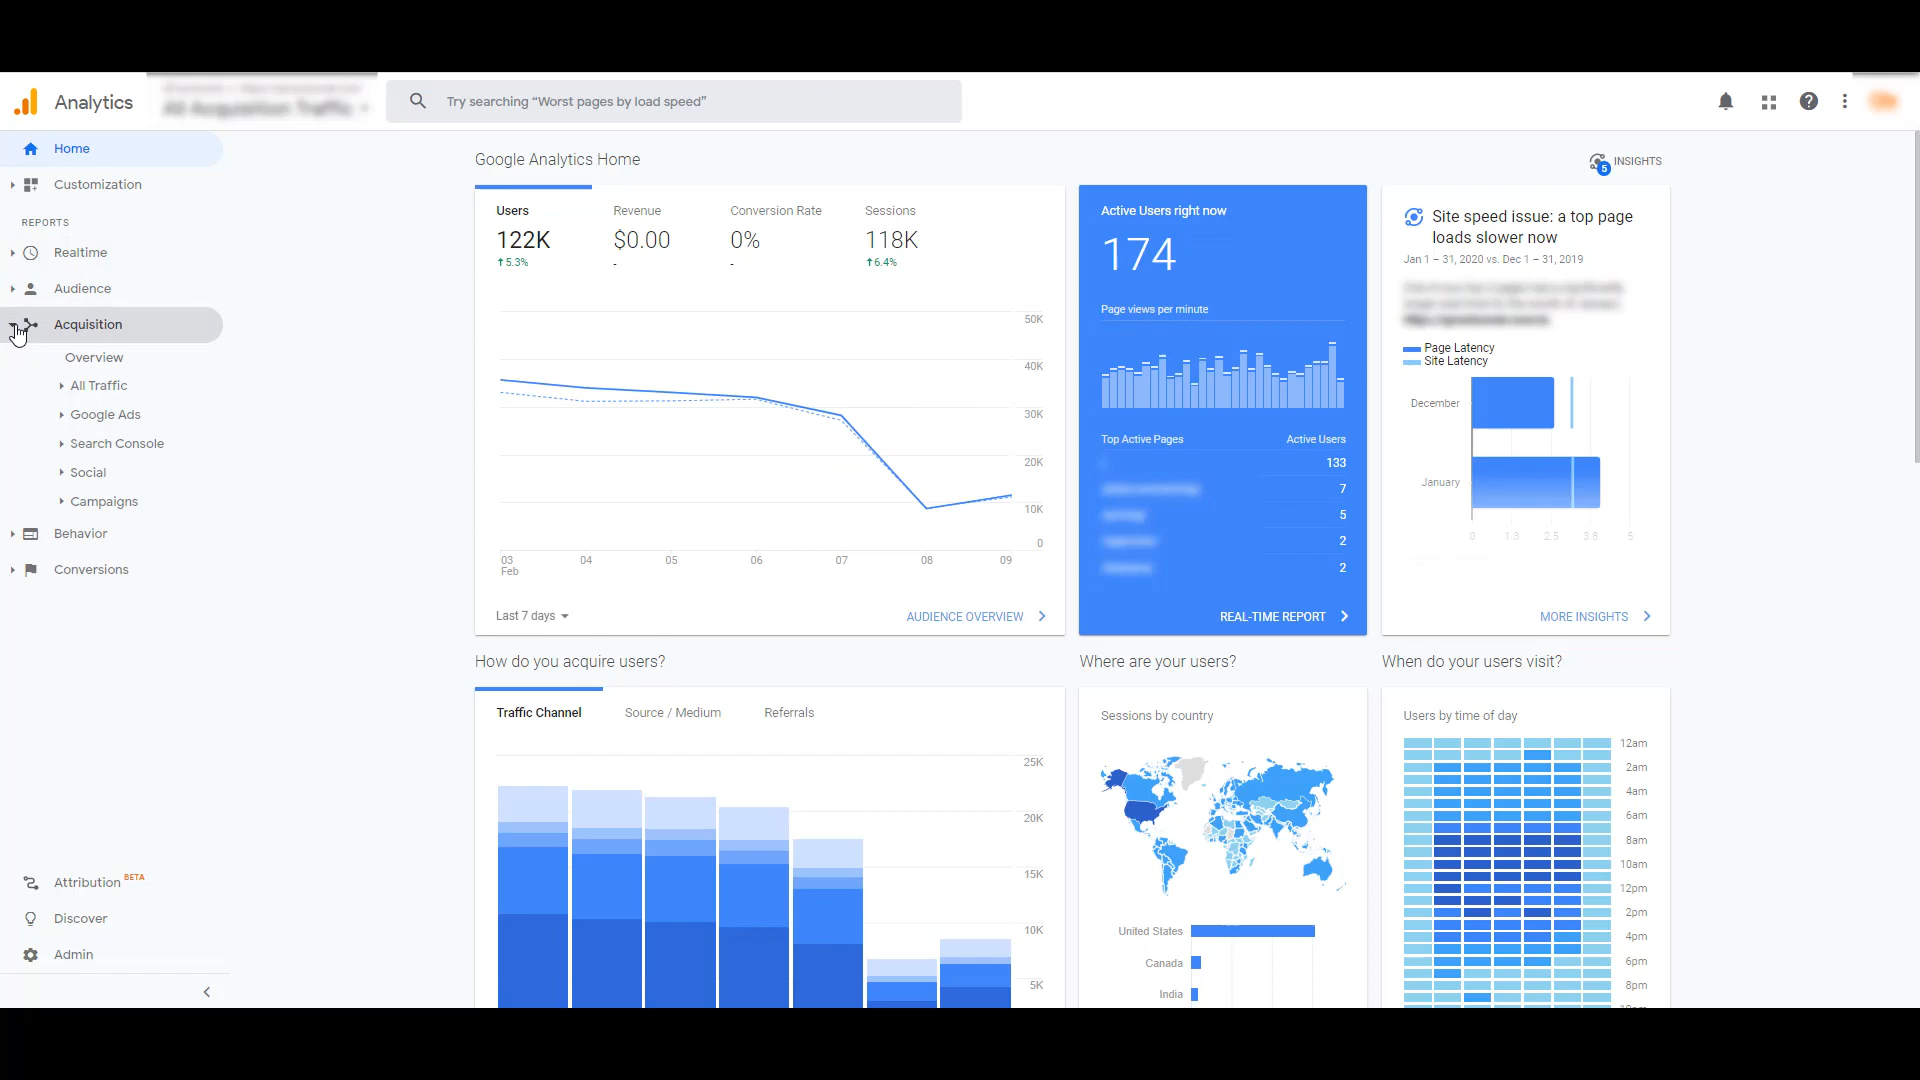 Analytics
Try searching “Worst pages by load speed”
Home
Customization
REPORTS
Realtime
Audience
Acquisition
Overview
All Traffic
Google Ads
Search Console
Social
Campaigns
Behavior
Conversions
Attribution BETA
Discover
Admin
Google Analytics Home
5 INSIGHTS
Users Revenue Conversion Rate Sessions
122K $0.00 0% 118K
5.3% - - 6.4%
50K
40K
30K
20K
10K
0
03 04 05 06 07 08 09
Feb
Last 7 days AUDIENCE OVERVIEW
Active Users right now
174
Page views per minute
Top Active Pages Active Users
133
7
5
2
2
REAL-TIME REPORT
Site speed issue: a top page
loads slower now
Jan 1 – 31, 2020 vs. Dec 1 – 31, 2019
Page Latency
Site Latency
December
January
0 1.3 2.5 3.8 5
MORE INSIGHTS
How do you acquire users?
Traffic Channel Source / Medium Referrals
25K
20K
15K
10K
5K
Where are your users?
Sessions by country
United States
Canada
India
When do your users visit?
Users by time of day
12am
2am
4am
6am
8am
10am
12pm
2pm
4pm
6pm
8pm